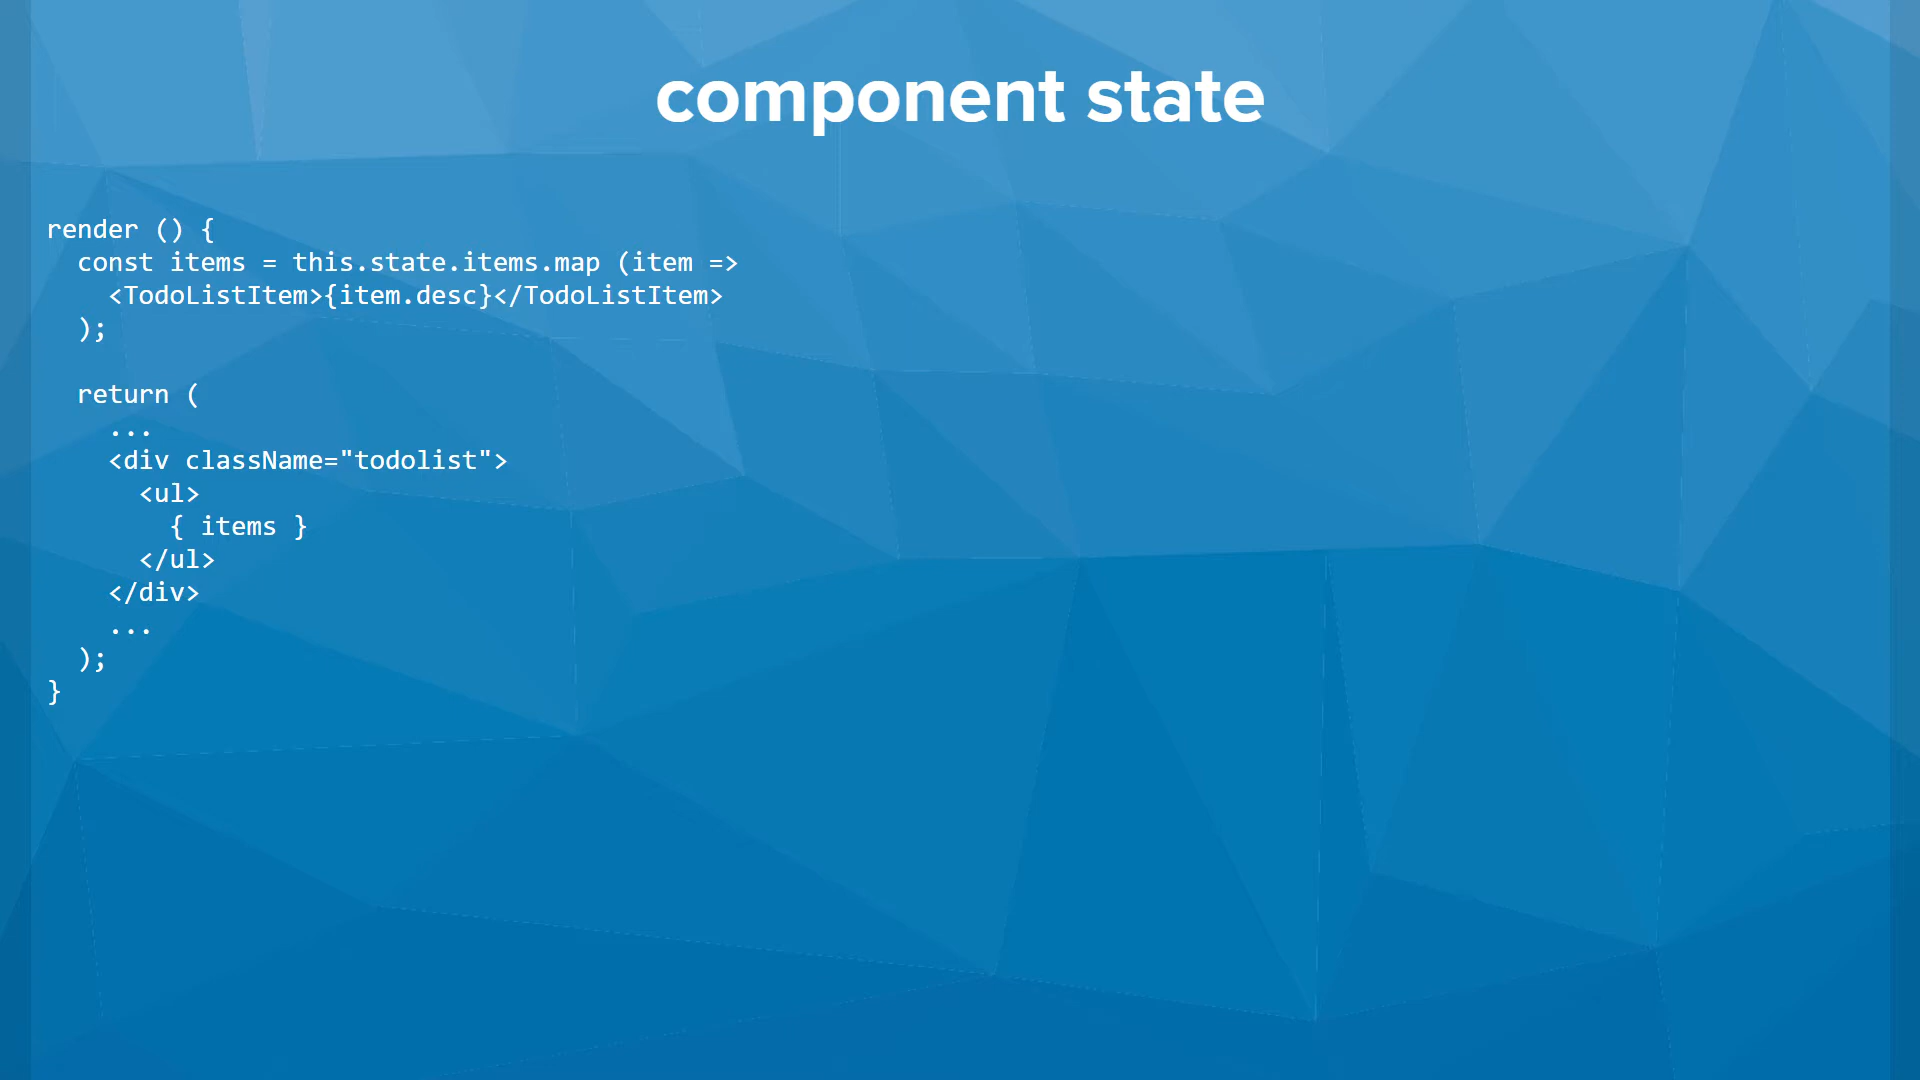 component state
render () {
  const items = this.state.items.map (item =>
    <TodoListItem>{item.desc}</TodoListItem>
  );

  return (
    ...
    <div className="todolist">
      <ul>
        { items }
      </ul>
    </div>
    ...
  );
}